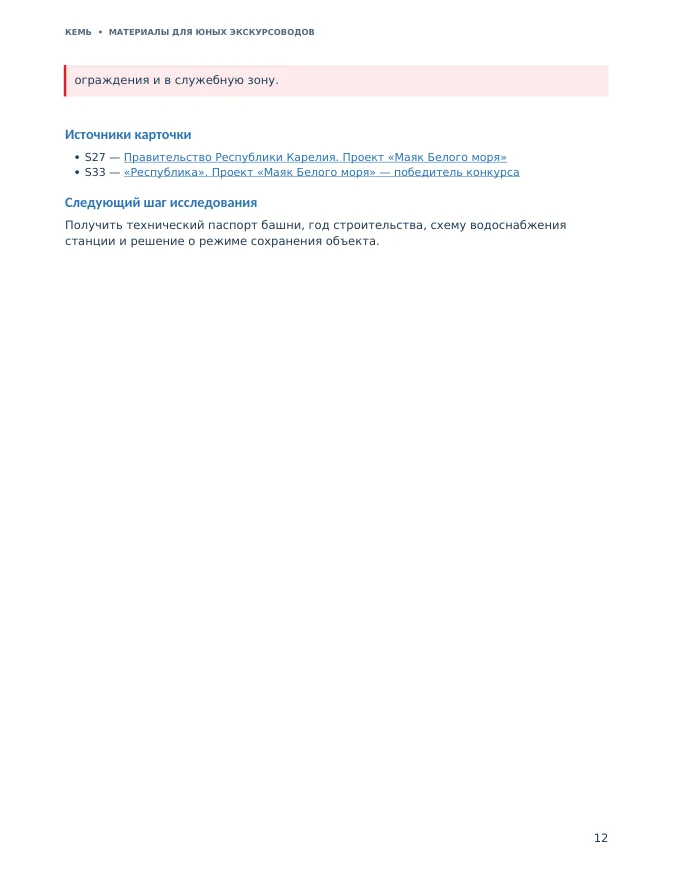 КЕМЬ • МАТЕРИАЛЫ ДЛЯ ЮНЫХ ЭКСКУРСОВОДОВ
ограждения и в служебную зону.
Источники карточки
• S27 — Правительство Республики Карелия. Проект «Маяк Белого моря»
• S33 — «Республика». Проект «Маяк Белого моря» — победитель конкурса
Следующий шаг исследования
Получить технический паспорт башни, год строительства, схему водоснабжения
станции и решение о режиме сохранения объекта.
12